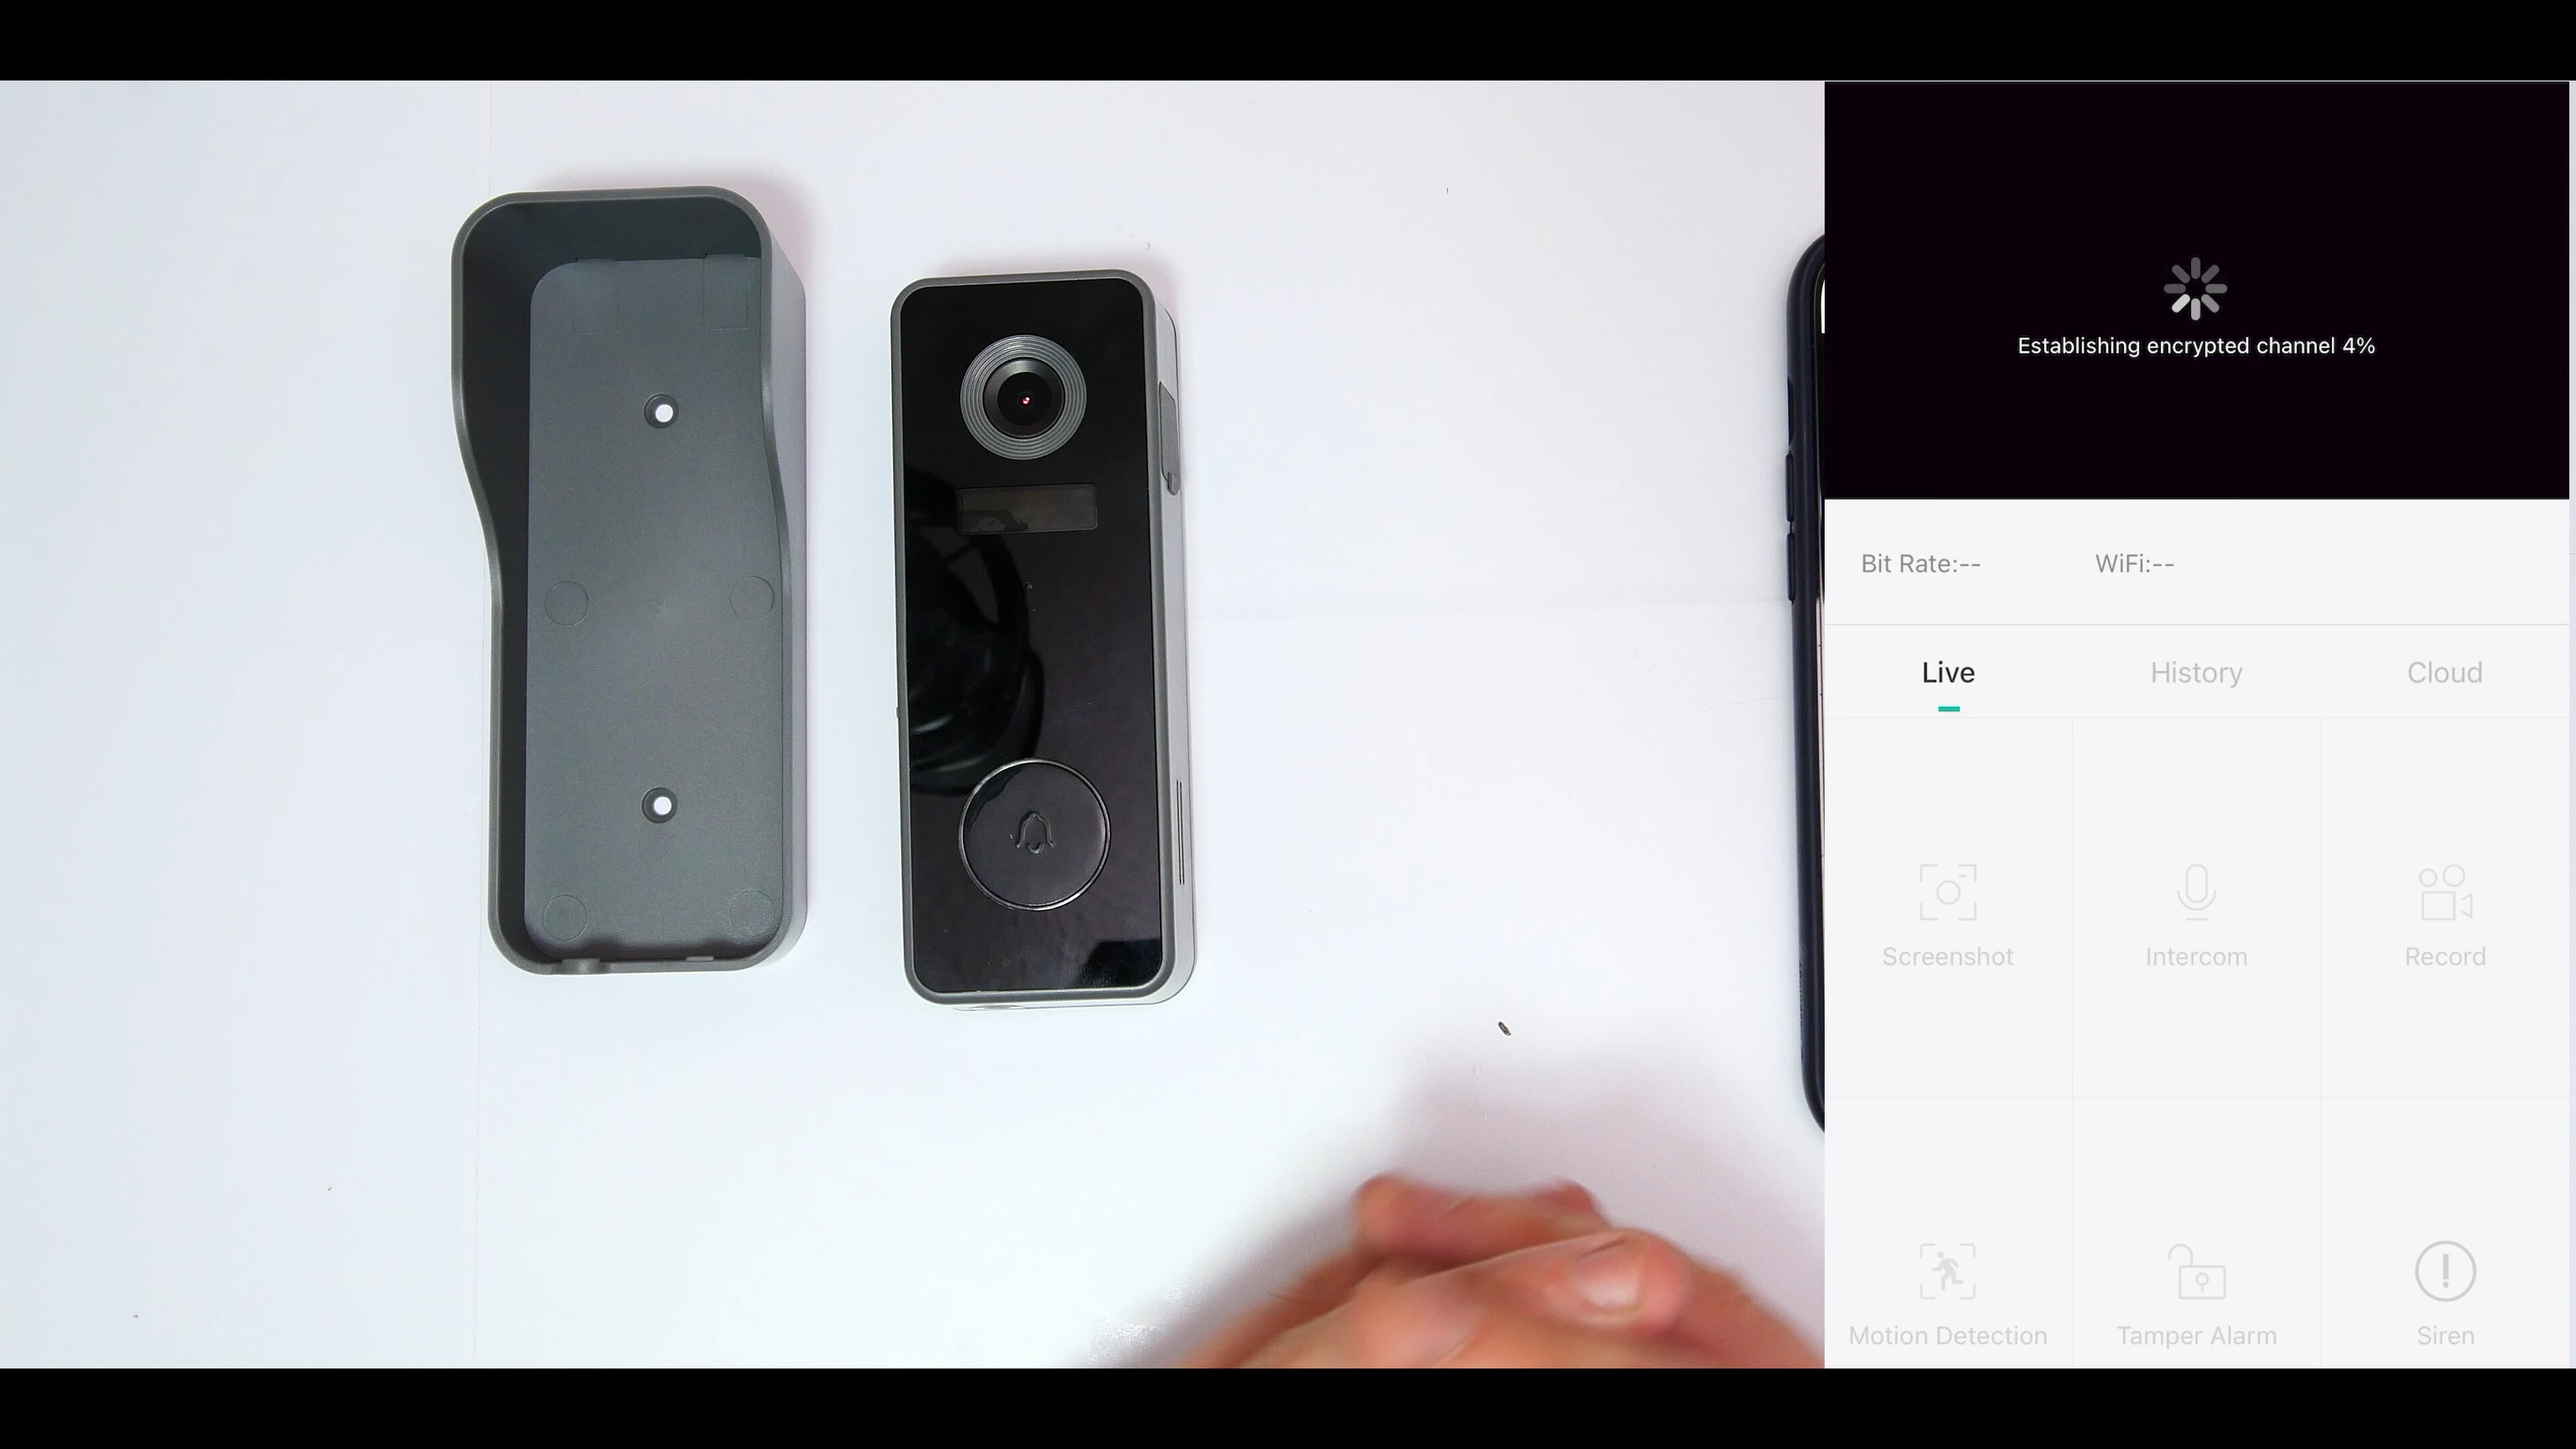 Establishing encrypted channel 4%
Bit Rate:-- WiFi:--
Live History Cloud
Screenshot Intercom Record
Motion Detection Tamper Alarm Siren